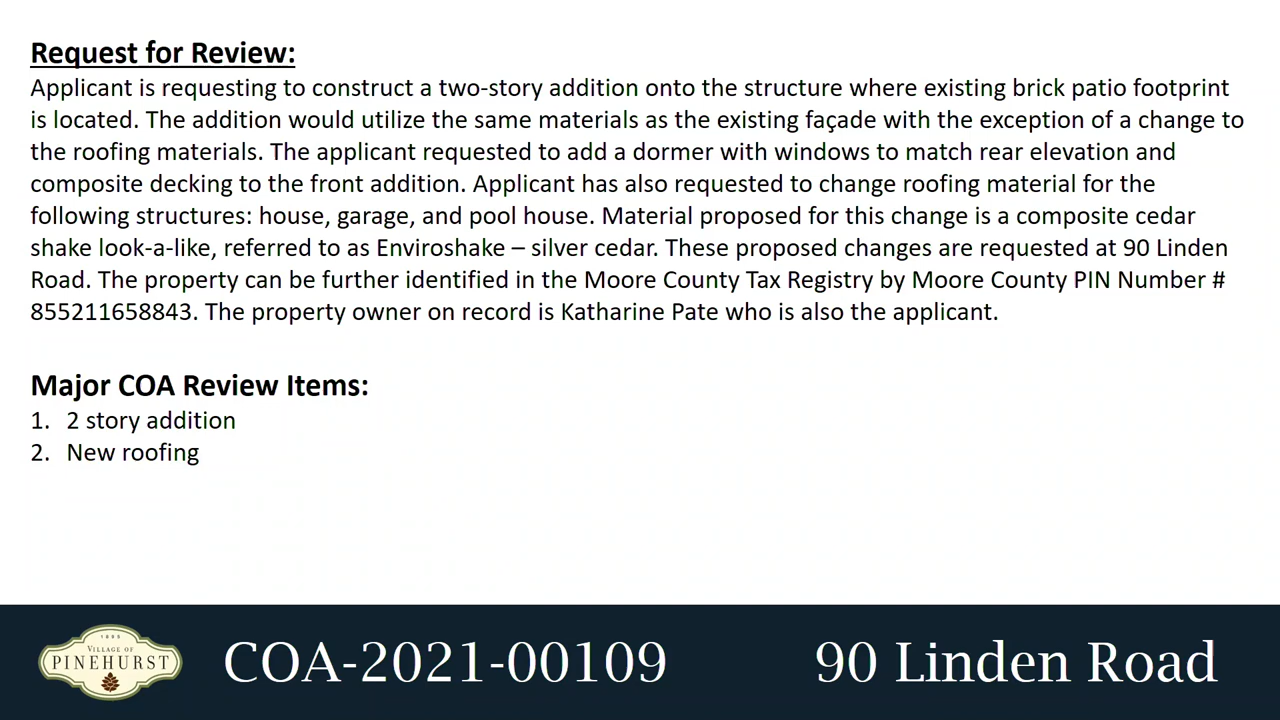 Request for Review:
Applicant is requesting to construct a two-story addition onto the structure where existing brick patio footprint
is located. The addition would utilize the same materials as the existing façade with the exception of a change to
the roofing materials. The applicant requested to add a dormer with windows to match rear elevation and
composite decking to the front addition. Applicant has also requested to change roofing material for the
following structures: house, garage, and pool house. Material proposed for this change is a composite cedar
shake look-a-like, referred to as Enviroshake – silver cedar. These proposed changes are requested at 90 Linden
Road. The property can be further identified in the Moore County Tax Registry by Moore County PIN Number #
855211658843. The property owner on record is Katharine Pate who is also the applicant.
Major COA Review Items:
1. 2 story addition
2. New roofing
1895
VILLAGE OF
PINEHURST
COA-2021-00109
90 Linden Road